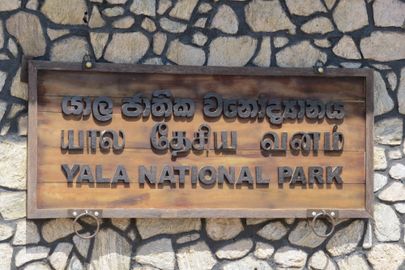 යාල ජාතික වනෝද්‍යානය
யால தேசிய வனம்
YALA NATIONAL PARK